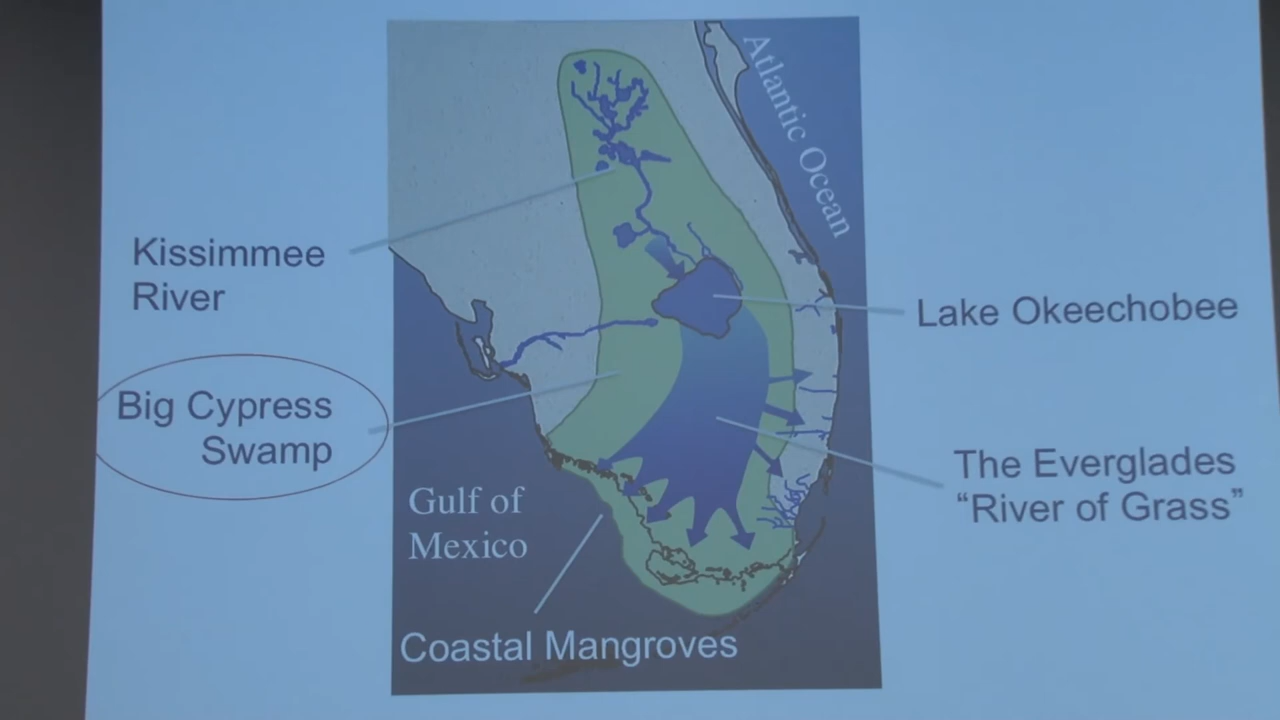 Atlantic Ocean
Kissimmee
River
Lake Okeechobee
Big Cypress
Swamp
The Everglades
“River of Grass”
Gulf of
Mexico
Coastal Mangroves